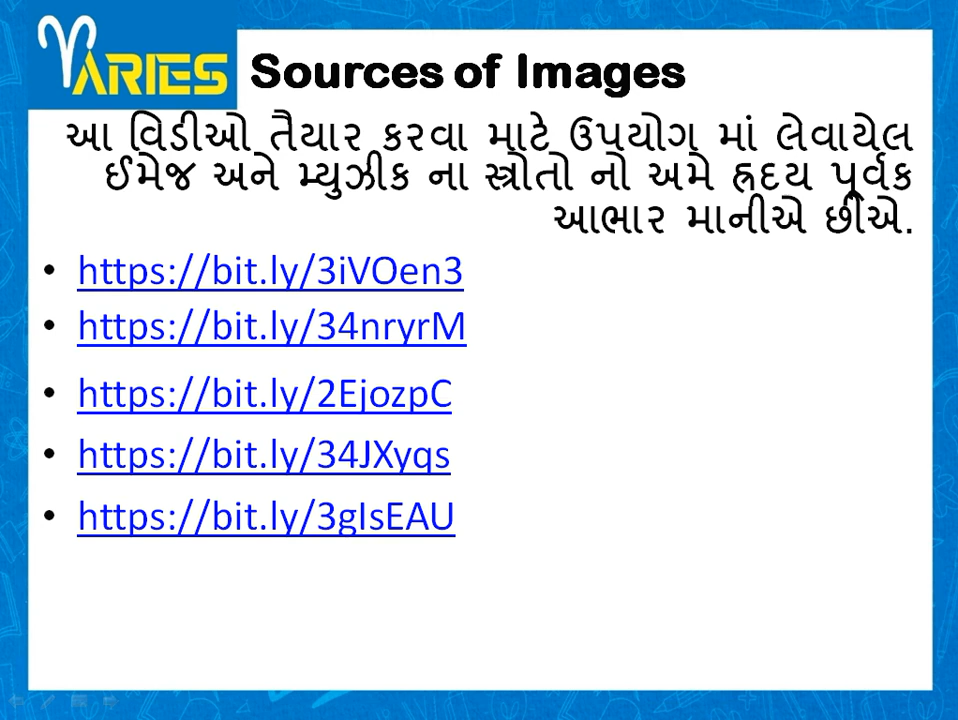 ARIES
Sources of Images
આ વિડીઓ તૈયાર કરવા માટે ઉપયોગ માં લેવાયેલ
ઈમેજ અને મ્યુઝીક ના સ્ત્રોતો નો અમે હ્રદય પૂર્વક
આભાર માનીએ છીએ.
• https://bit.ly/3iVOen3
• https://bit.ly/34nryrM
• https://bit.ly/2EjozpC
• https://bit.ly/34JXyqs
• https://bit.ly/3gIsEAU